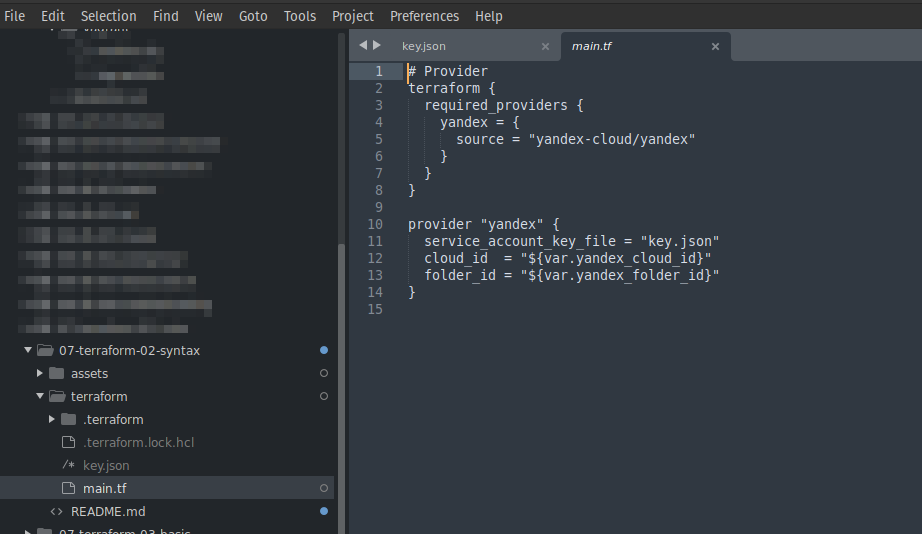 File Edit Selection Find View Goto Tools Project Preferences Help
key.json × main.tf ×
1 # Provider
2 terraform {
3   required_providers {
4     yandex = {
5       source = "yandex-cloud/yandex"
6     }
7   }
8 }
9
10 provider "yandex" {
11   service_account_key_file = "key.json"
12   cloud_id  = "${var.yandex_cloud_id}"
13   folder_id = "${var.yandex_folder_id}"
14 }
15
07-terraform-02-syntax
assets
terraform
.terraform
.terraform.lock.hcl
/* key.json
main.tf
<> README.md
07-terraform-03-basic